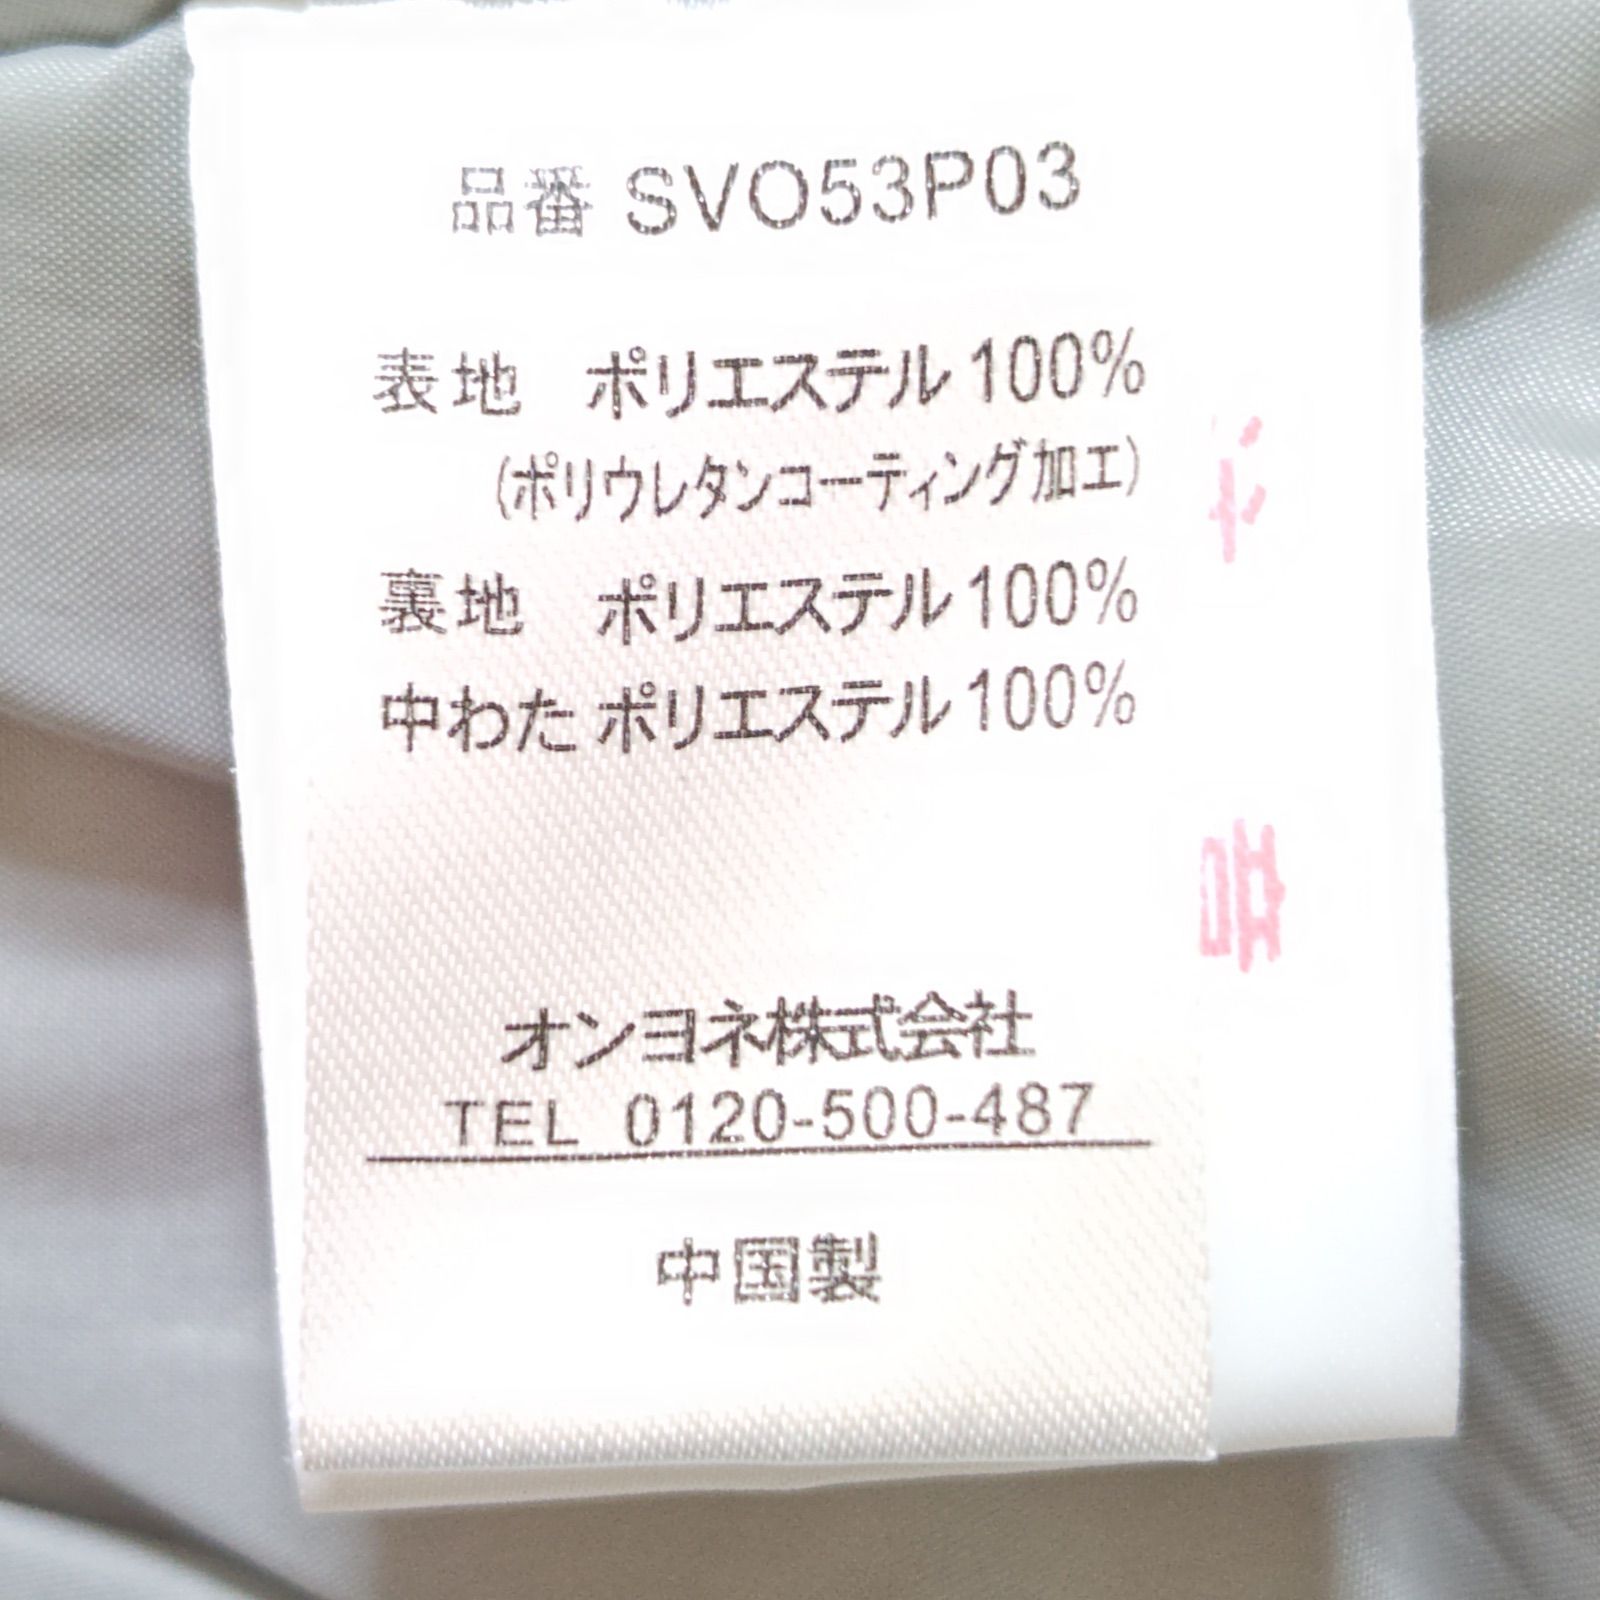 品番 SVO53P03
表地 ポリエステル 100%
(ポリウレタンコーティング加工)
裏地 ポリエステル 100%
中わた ポリエステル 100%
オンヨネ株式会社
TEL 0120-500-487
中国製